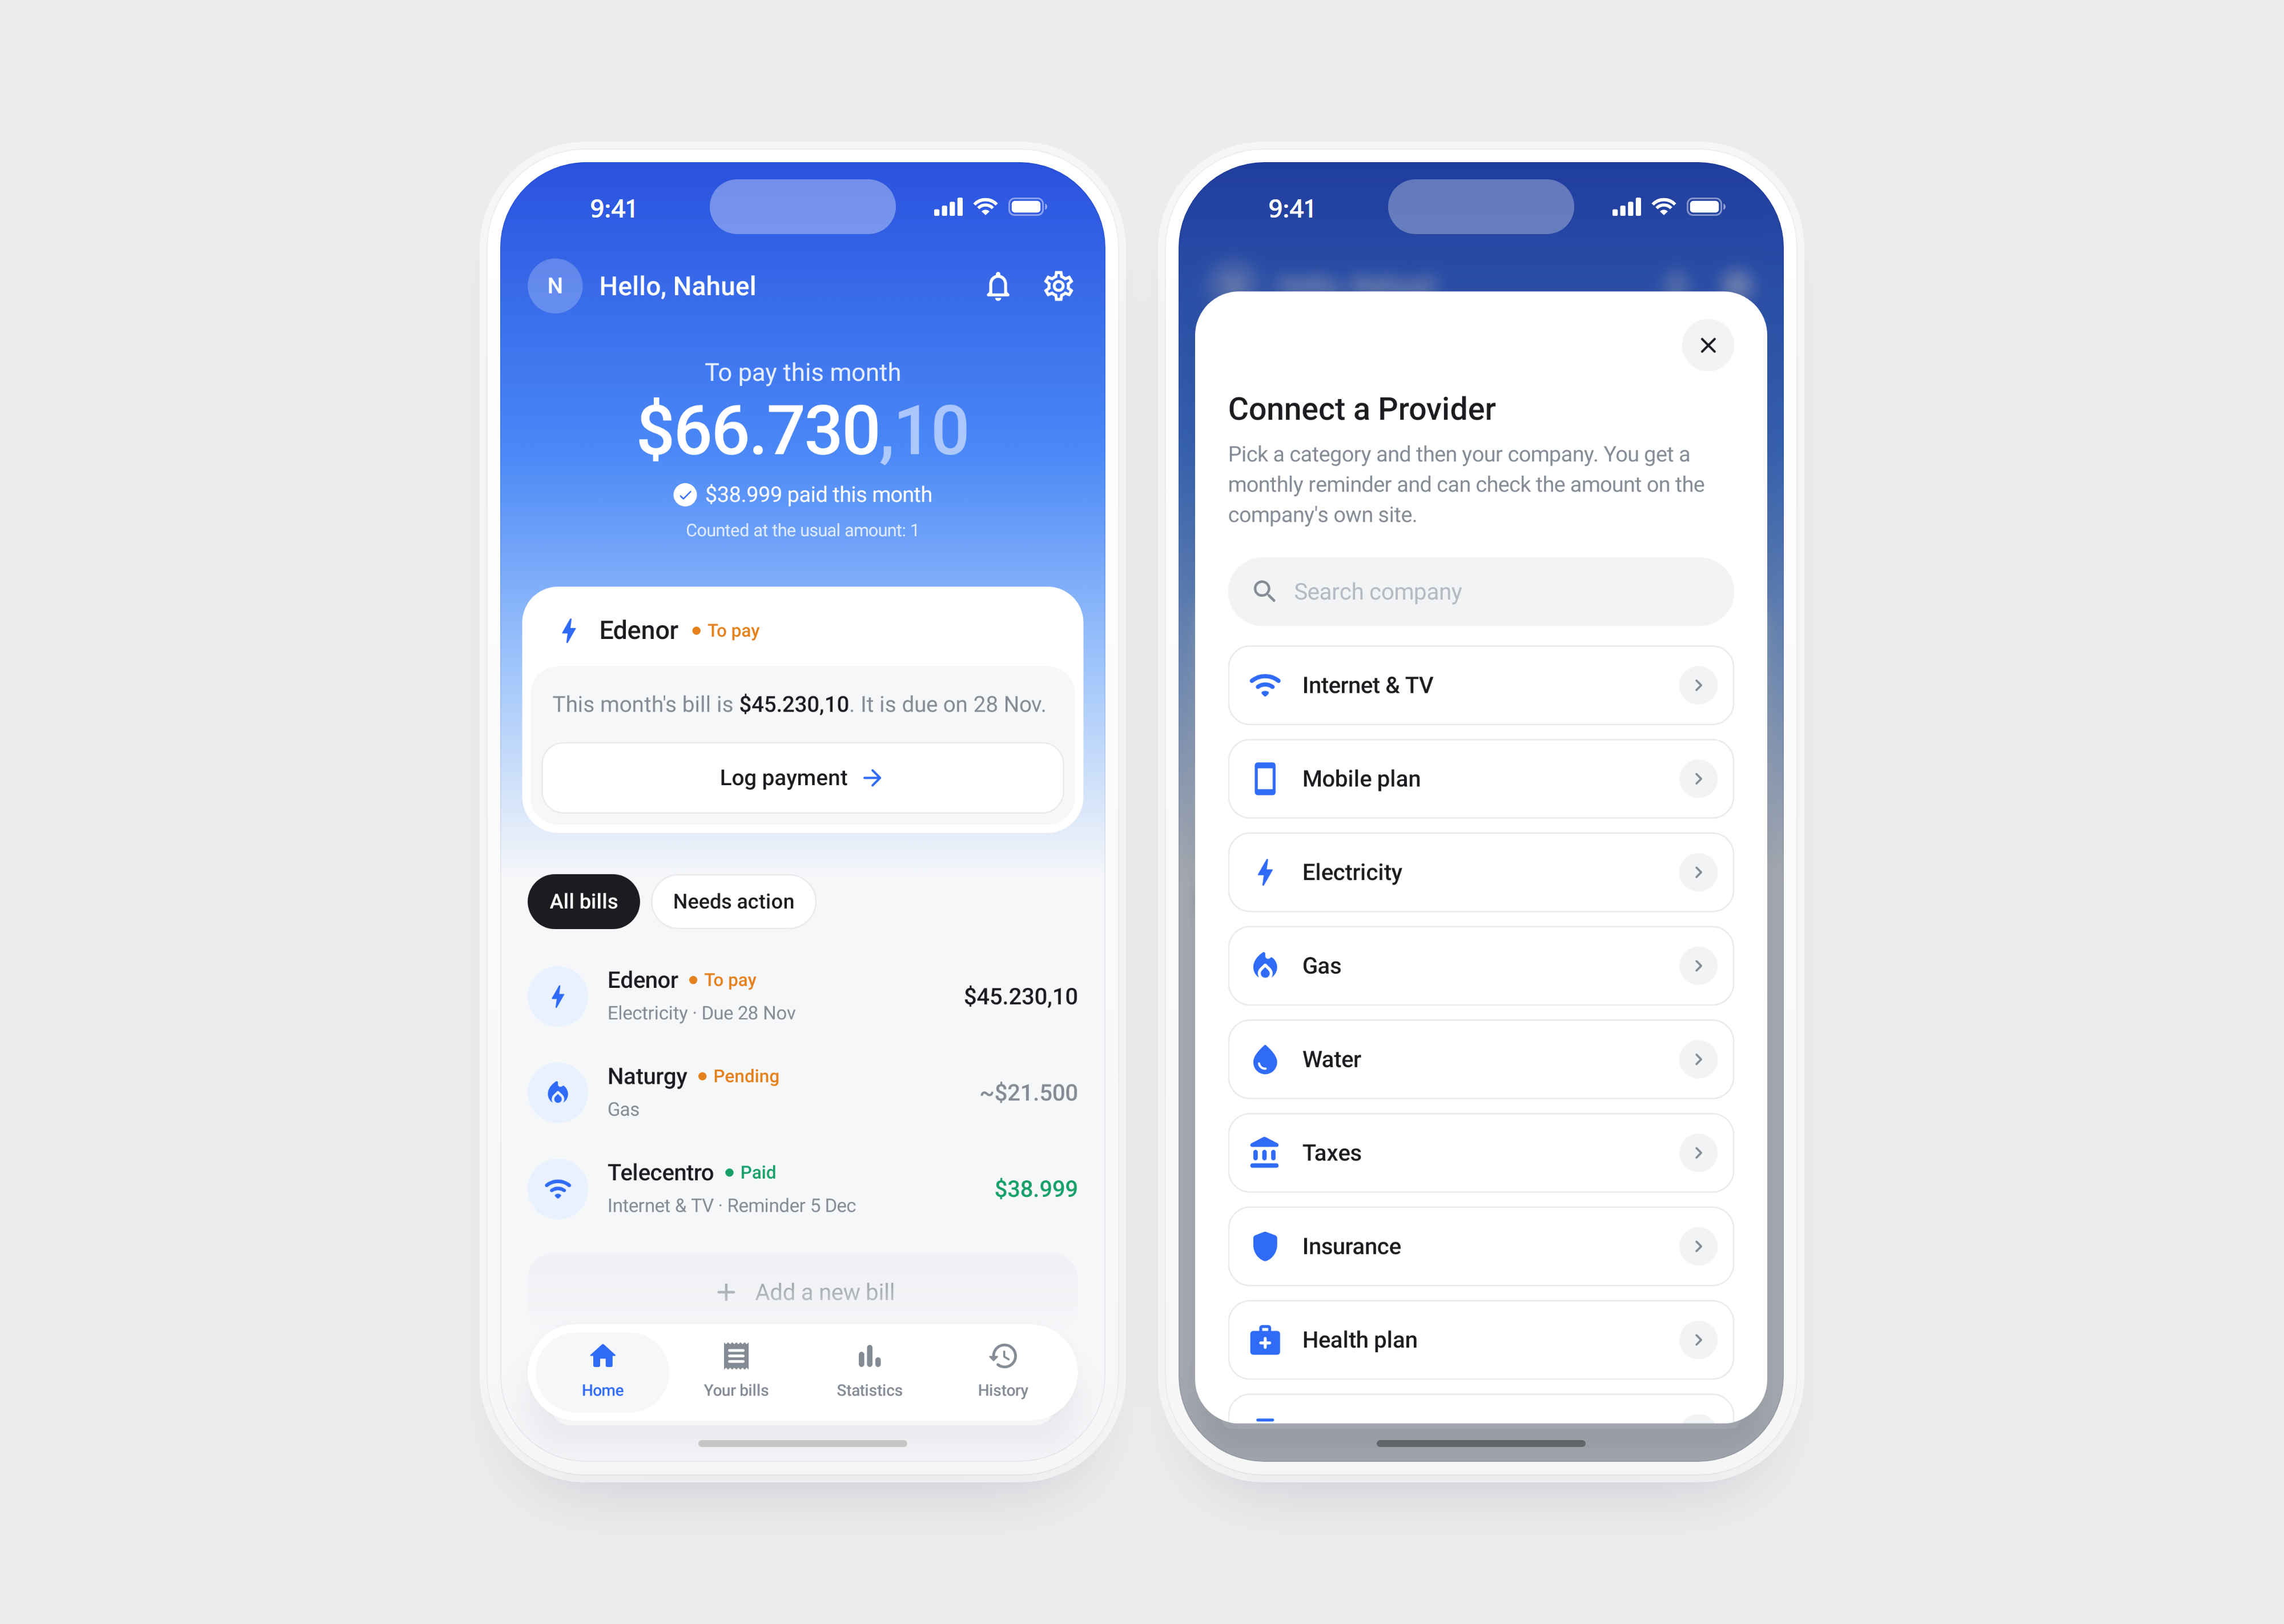 9:41
N
Hello, Nahuel
To pay this month
$66.730,10
$38.999 paid this month
Counted at the usual amount: 1
Edenor
To pay
This month's bill is $45.230,10. It is due on 28 Nov.
Log payment
All bills
Needs action
Edenor
To pay
Electricity · Due 28 Nov
$45.230,10
Naturgy
Pending
Gas
~$21.500
Telecentro
Paid
Internet & TV · Reminder 5 Dec
$38.999
Add a new bill
Home
Your bills
Statistics
History
9:41
Connect a Provider
Pick a category and then your company. You get a
monthly reminder and can check the amount on the
company's own site.
Search company
Internet & TV
Mobile plan
Electricity
Gas
Water
Taxes
Insurance
Health plan